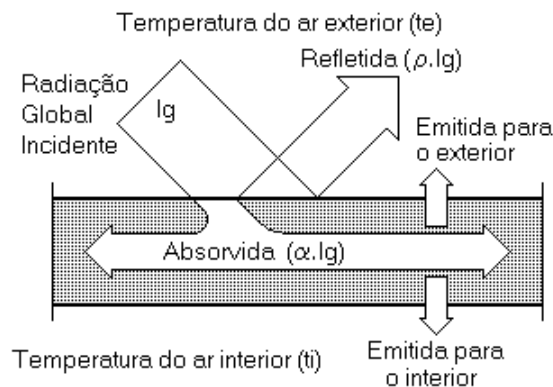 Temperatura do ar exterior (te)
Refletida (ρ.Ig)
Radiação
Global
Incidente
Ig
Emitida para
o exterior
Absorvida (α.Ig)
Temperatura do ar interior (ti)
Emitida para
o interior